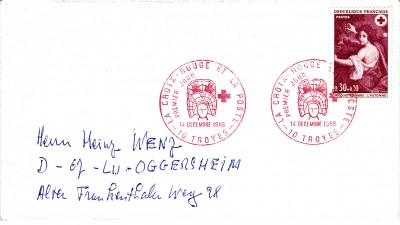 RÉPUBLIQUE FRANÇAISE
POSTES
0,30+0,10
L'AUTOMNE
LA CROIX-ROUGE ET LA POSTE
PREMIER JOUR
14 DECEMBRE 1968
10 TROYES
LA CROIX-ROUGE ET LA POSTE
PREMIER JOUR
14 DECEMBRE 1968
10 TROYES
Herrn Heinz WENZ
D-67-LU-OGGERSHEIM
Alter Frankenthaler Weg 98